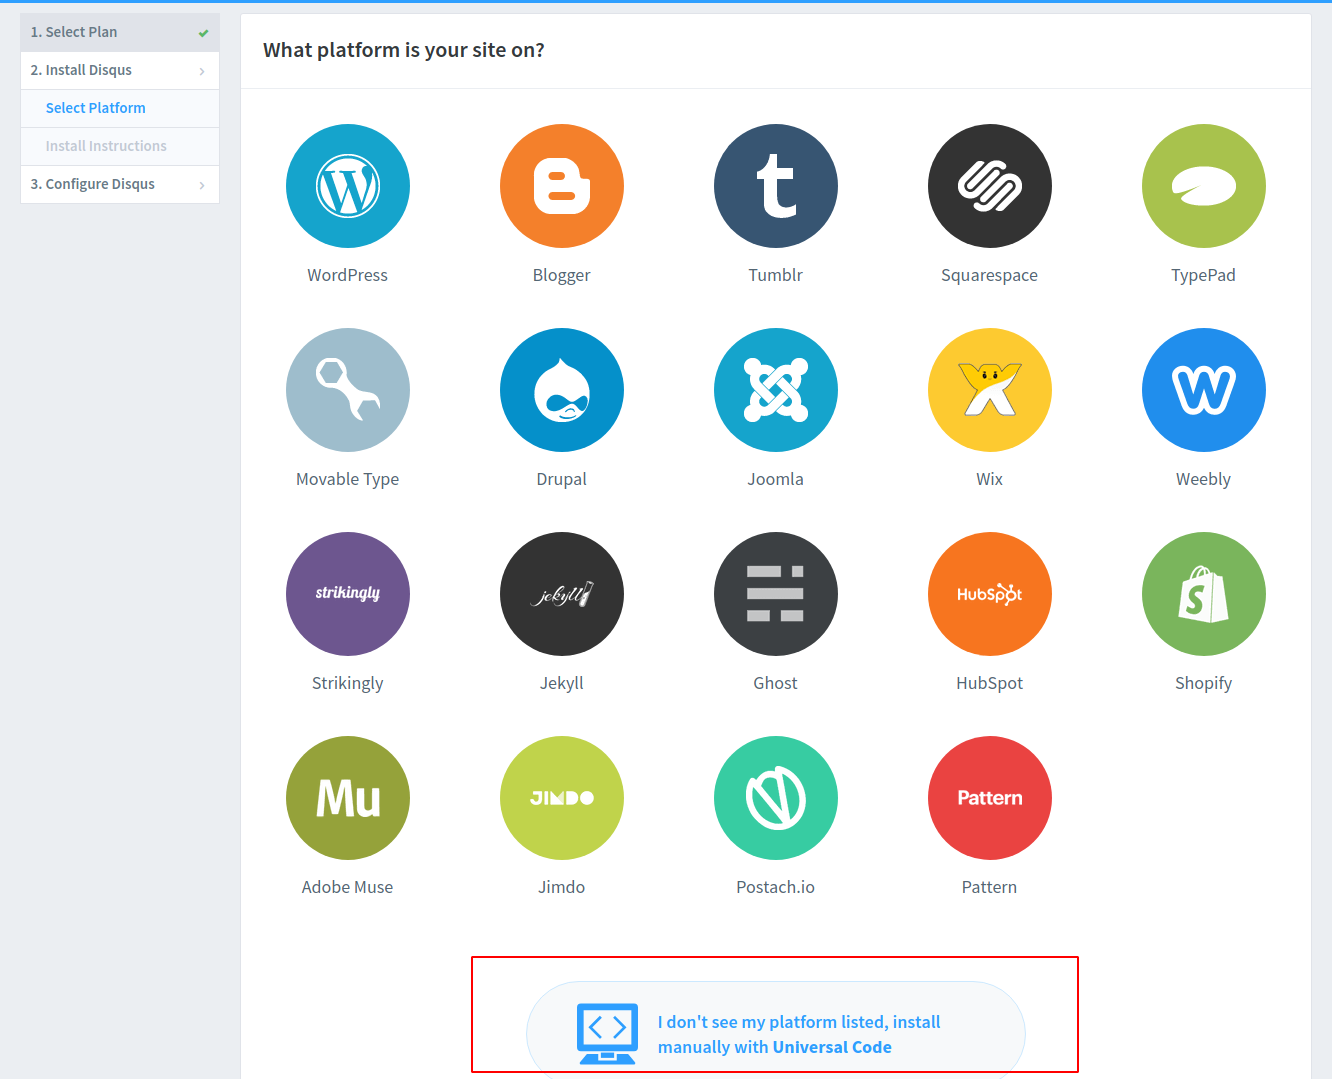 1. Select Plan
2. Install Disqus
Select Platform
Install Instructions
3. Configure Disqus
What platform is your site on?
WordPress
Blogger
Tumblr
Squarespace
TypePad
Movable Type
Drupal
Joomla
Wix
Weebly
strikingly
jekyll
HubSpot
Strikingly
Jekyll
Ghost
HubSpot
Shopify
Mu
JIMDO
Pattern
Adobe Muse
Jimdo
Postach.io
Pattern
I don't see my platform listed, install
manually with Universal Code